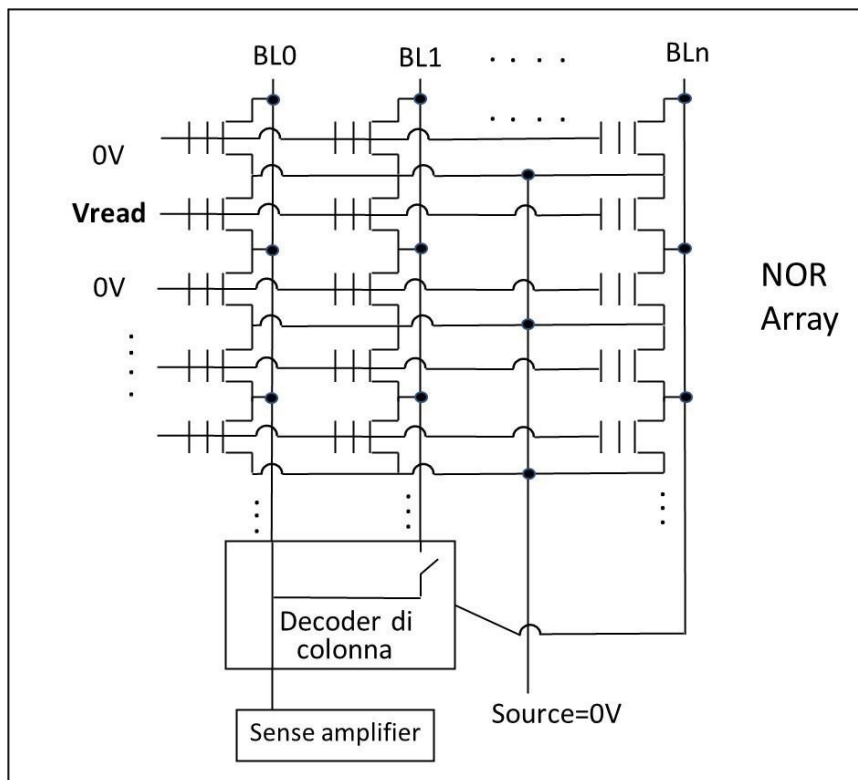 BL0 BL1 . . . . BLn
. . . .
0V
Vread
0V
NOR
Array
Decoder di
colonna
Sense amplifier
Source=0V